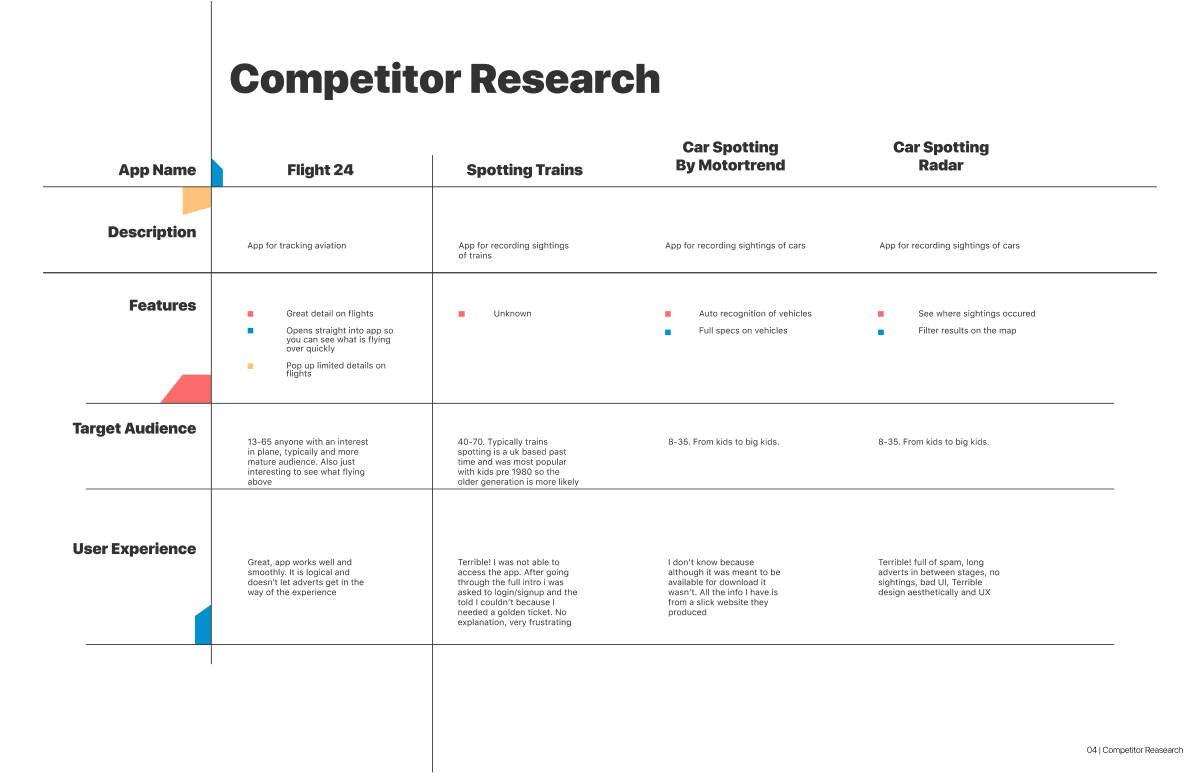 Competitor Research
App Name
Flight 24
Spotting Trains
Car Spotting
By Motortrend
Car Spotting
Radar
Description
App for tracking aviation
App for recording sightings
of trains
App for recording sightings of cars
App for recording sightings of cars
Features
Great detail on flights
Opens straight into app so
you can see what is flying
over quickly
Pop up limited details on
flights
Unknown
Auto recognition of vehicles
Full specs on vehicles
See where sightings occured
Filter results on the map
Target Audience
13-65 anyone with an interest
in plane, typically and more
mature audience. Also just
interesting to see what flying
above
40-70. Typically trains
spotting is a uk based past
time and was most popular
with kids pre 1980 so the
older generation is more likely
8-35. From kids to big kids.
8-35. From kids to big kids.
User Experience
Great, app works well and
smoothly. It is logical and
doesn't let adverts get in the
way of the experience
Terrible! I was not able to
access the app. After going
through the full intro i was
asked to login/signup and the
told I couldn't because I
needed a golden ticket. No
explanation, very frustrating
I don't know because
although it was meant to be
available for download it
wasn't. All the info I have is
from a slick website they
produced
Terrible! full of spam, long
adverts in between stages, no
sightings, bad UI, Terrible
design aesthetically and UX
04 | Competitor Reasearch